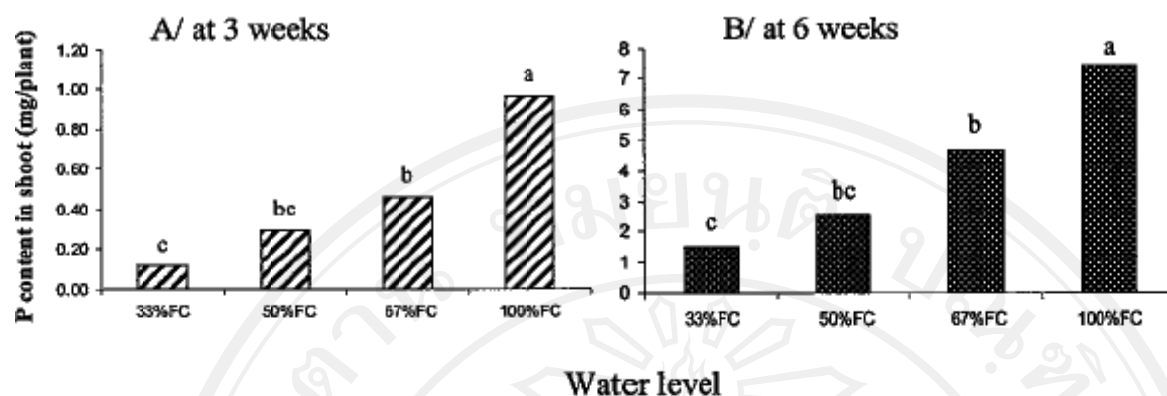 A/ at 3 weeks
B/ at 6 weeks
P content in shoot (mg/plant)
1.20
1.00
0.80
0.60
0.40
0.20
0.00
c
bc
b
a
33%FC
50%FC
67%FC
100%FC
8
7
6
5
4
3
2
1
0
c
bc
b
a
33%FC
50%FC
67%FC
100%FC
Water level